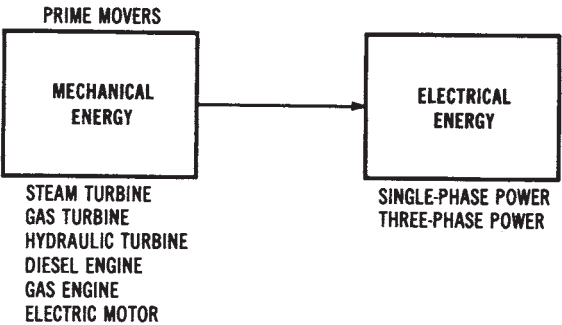 PRIME MOVERS
MECHANICAL
ENERGY
STEAM TURBINE
GAS TURBINE
HYDRAULIC TURBINE
DIESEL ENGINE
GAS ENGINE
ELECTRIC MOTOR
ELECTRICAL
ENERGY
SINGLE-PHASE POWER
THREE-PHASE POWER